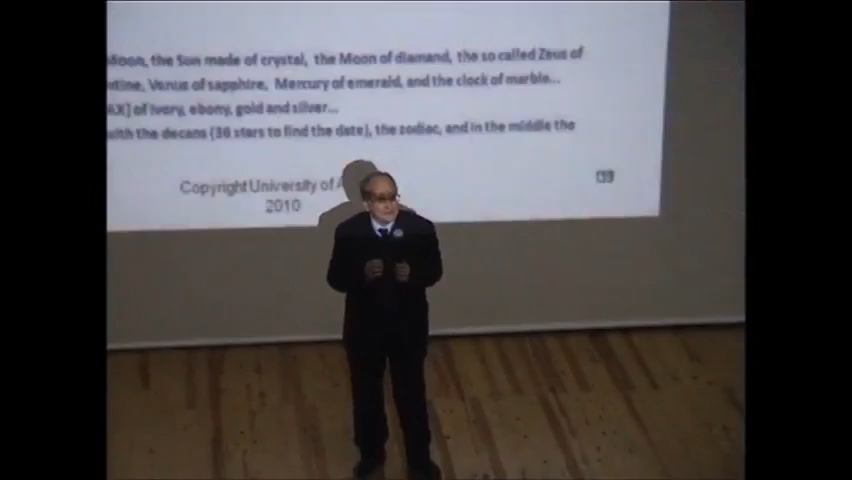 Moon, the Sun made of crystal, the Moon of diamand, the so called Zeus of
ntine, Venus of sapphire, Mercury of emerald, and the clock of marble...
AX] of Ivory, ebony, gold and silver...
with the decans (36 stars to find the date), the zodiac, and in the middle the
Copyright University of
2010